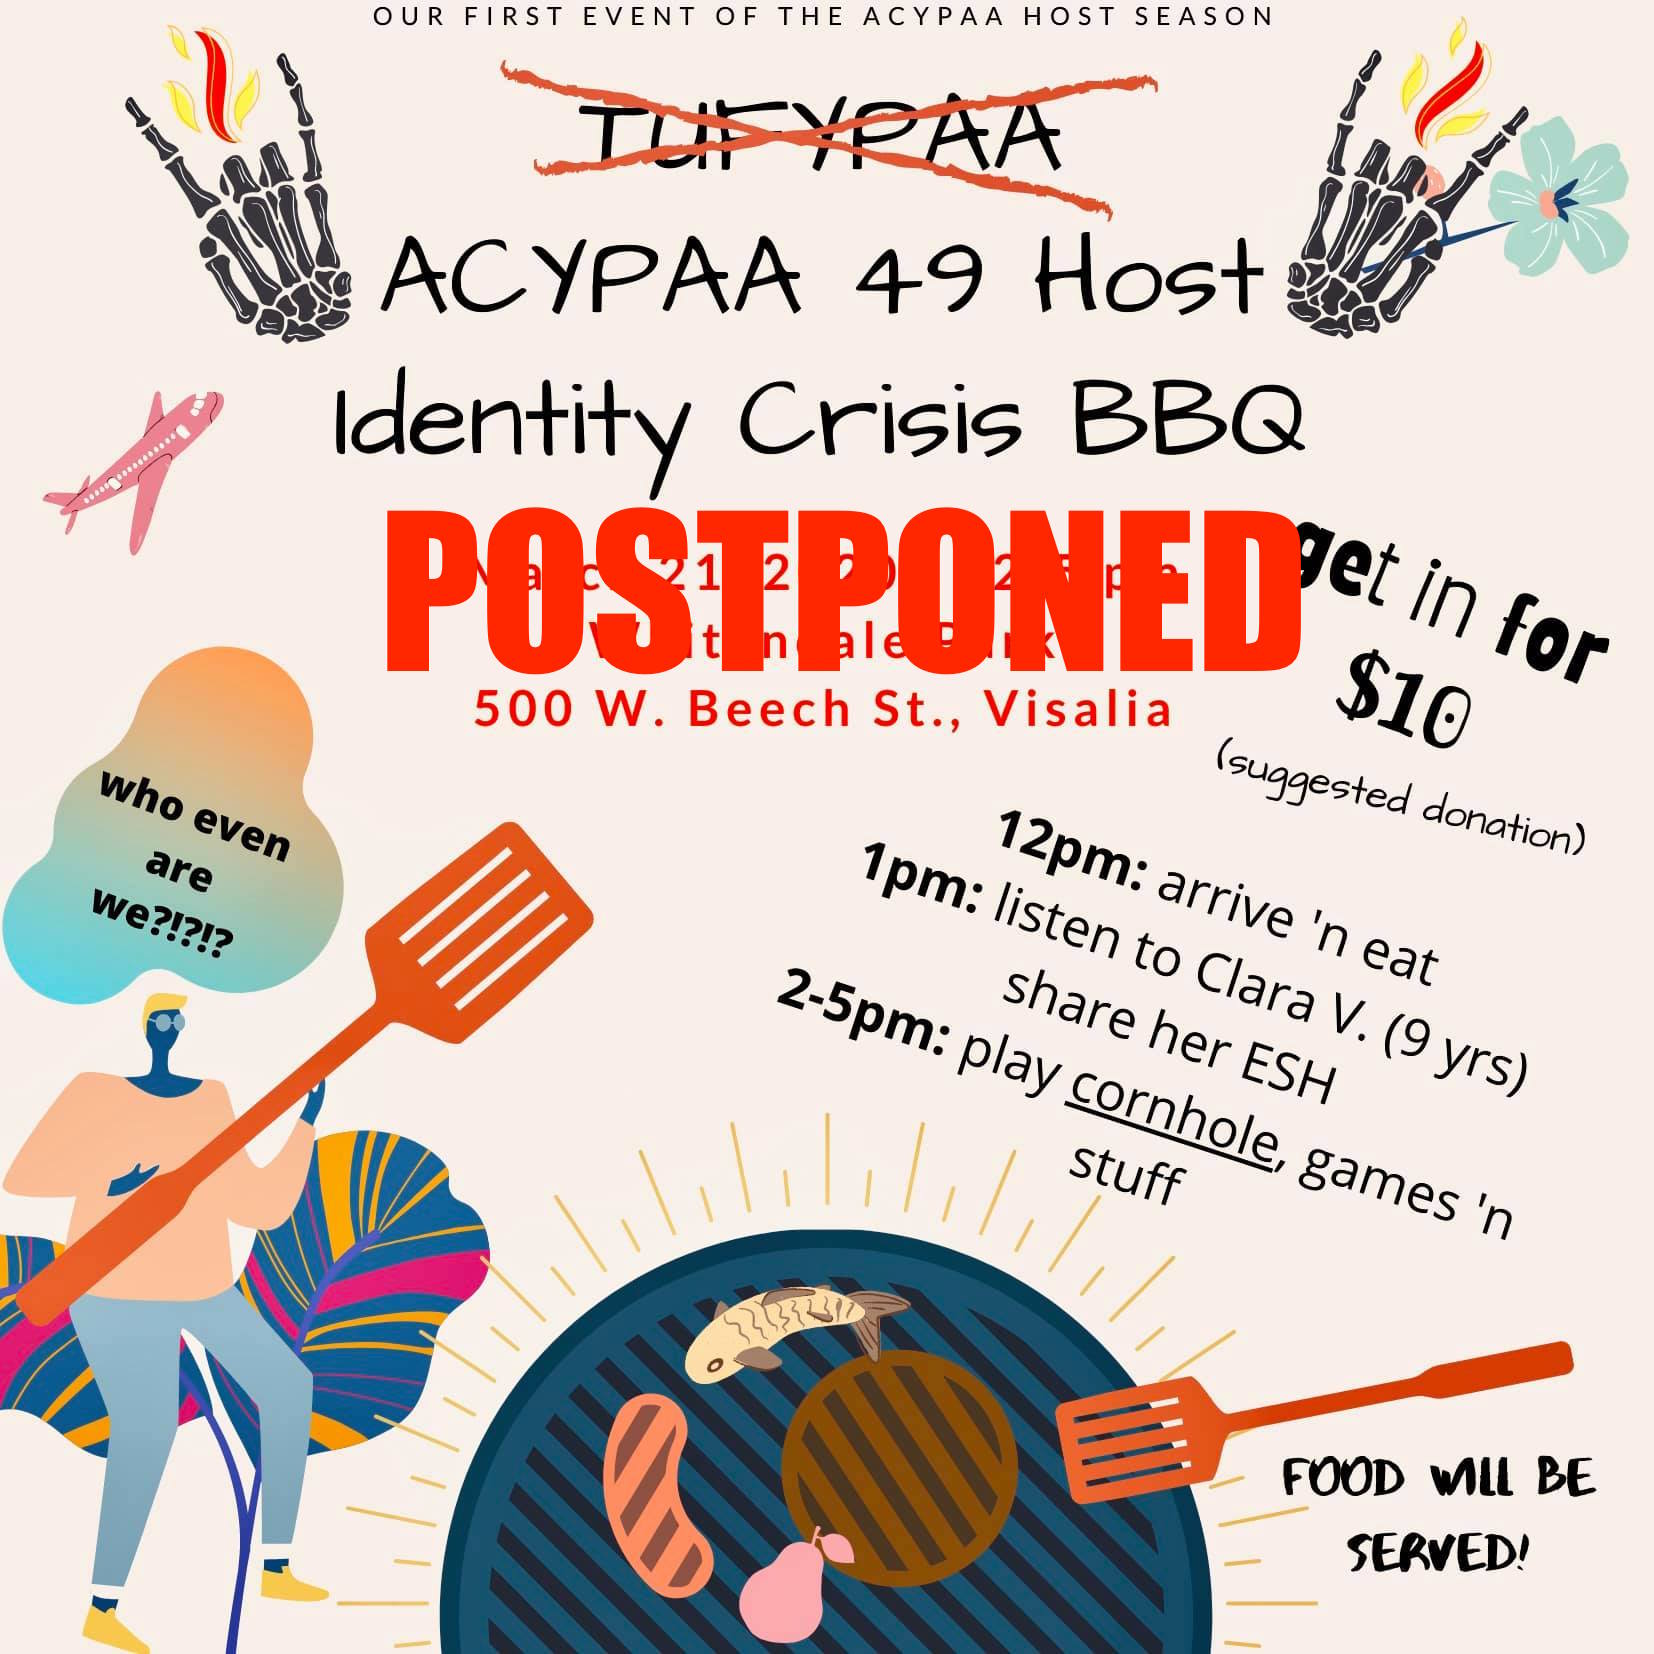 OUR FIRST EVENT OF THE ACYPAA HOST SEASON
TUFYPAA
ACYPAA 49 Host
Identity Crisis BBQ
POSTPONED
500 W. Beech St., Visalia
get in for
$10
(suggested donation)
who even
are
we?!?!?
12pm: arrive 'n eat
1pm: listen to Clara V. (9 yrs)
share her ESH
2-5pm: play cornhole, games 'n
stuff
FOOD WILL BE
SERVED!